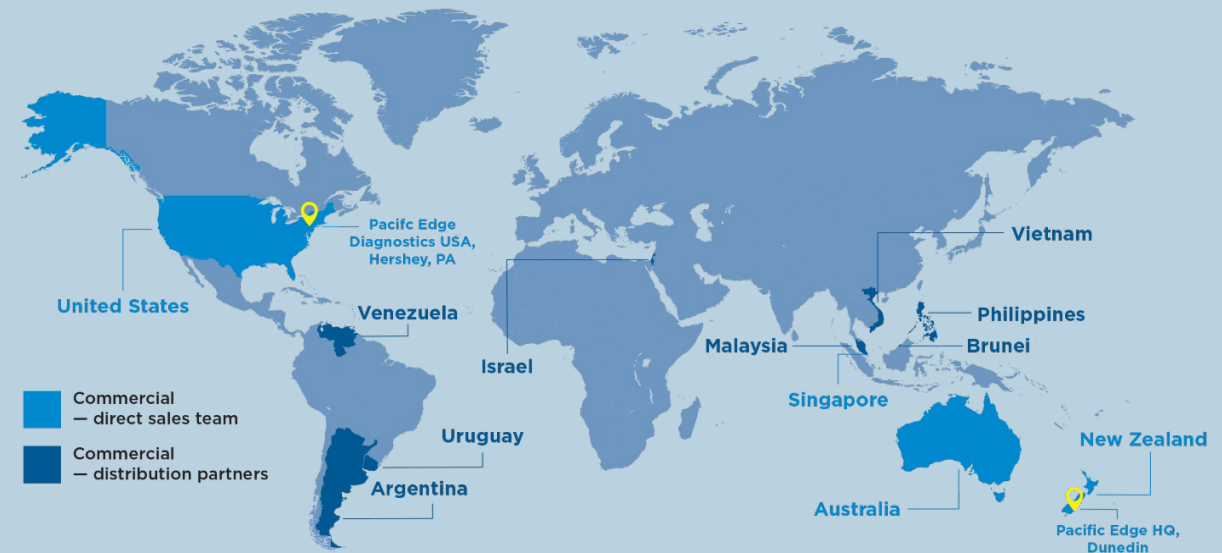 Pacifc Edge
Diagnostics USA,
Hershey, PA
United States
Venezuela
Israel
Vietnam
Philippines
Malaysia
Brunei
Singapore
Commercial
— direct sales team
Commercial
— distribution partners
Uruguay
Argentina
New Zealand
Australia
Pacific Edge HQ,
Dunedin